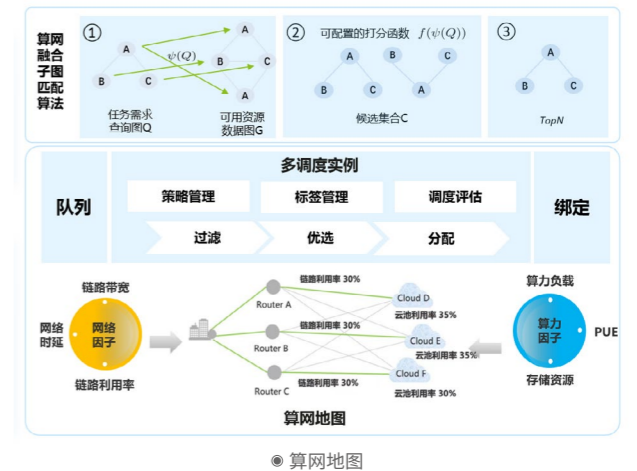 算网
融合
子图
匹配
算法
①
A
B
C
ψ(Q)
A
B
C
A
任务需求
查询图Q
可用资源
数据图G
②
可配置的打分函数 f(ψ(Q))
A
B
C
B
C
A
候选集合C
③
A
B
C
TopN
队列
多调度实例
策略管理
标签管理
调度评估
过滤
优选
分配
绑定
链路带宽
网络
时延
网络
因子
链路利用率
Router A
Router B
Router C
链路利用率 30%
链路利用率 30%
链路利用率 30%
Cloud D
云池利用率 35%
Cloud E
云池利用率 35%
Cloud F
云池利用率 30%
算力负载
算力
因子
PUE
存储资源
算网地图
◉ 算网地图